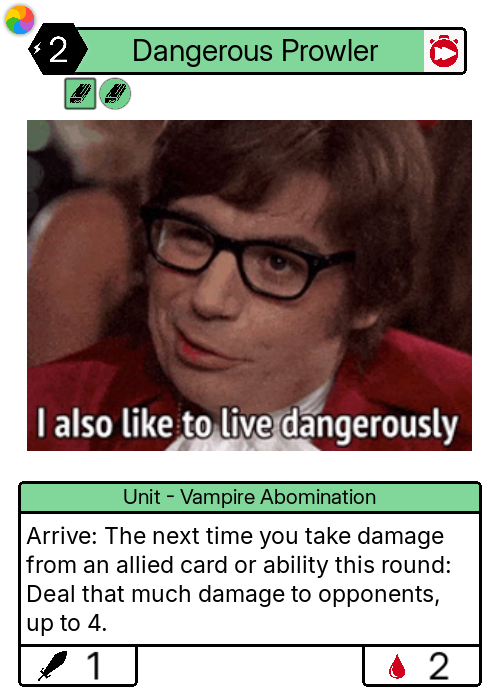 2
Dangerous Prowler
I also like to live dangerously
Unit - Vampire Abomination
Arrive: The next time you take damage
from an allied card or ability this round:
Deal that much damage to opponents,
up to 4.
1
2